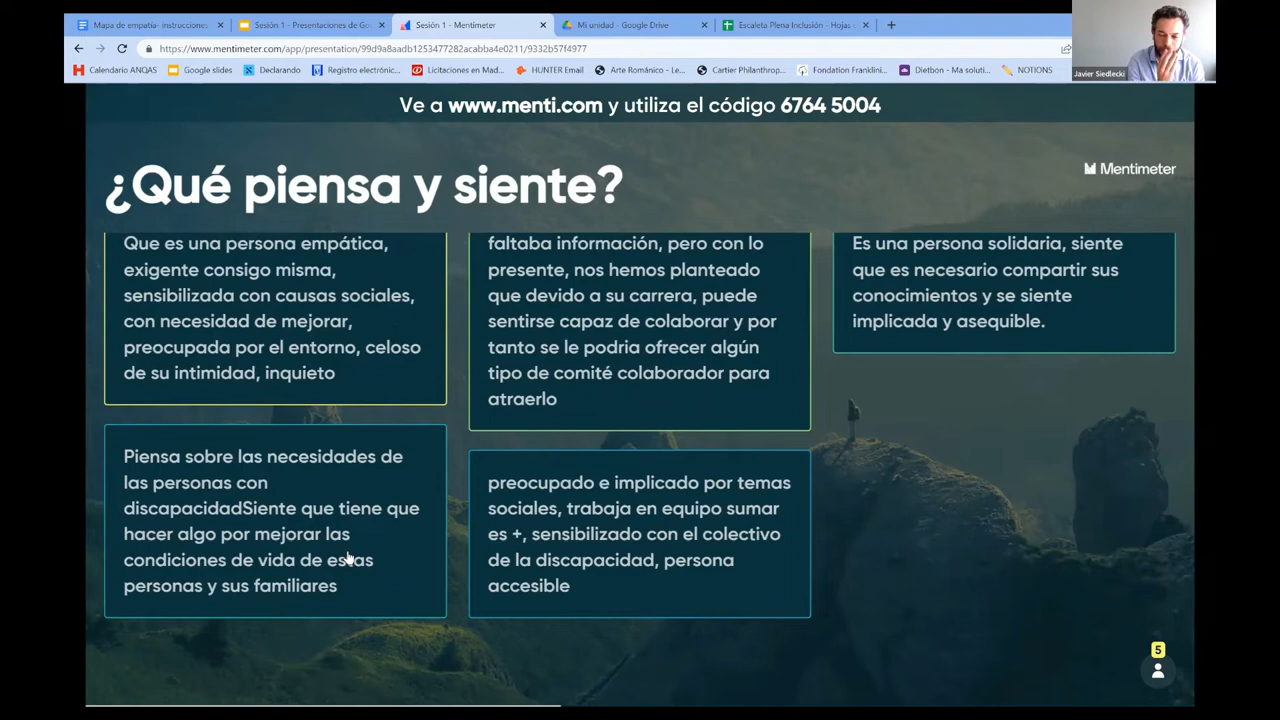 Mapa de empatía- instrucciones
Sesión 1 - Presentaciones de Go
Sesión 1 - Mentimeter
Mi unidad - Google Drive
Escaleta Plena Inclusión - Hojas
https://www.mentimeter.com/app/presentation/99d9a8aadb1253477282acabba4e0211/9332b57f4977
Calendario ANQAS
Google slides
Declarando
Registro electrónic...
Licitaciones en Mad...
HUNTER Email
Arte Románico - Le...
Cartier Philanthrop...
Fondation Franklini...
Dietbon - Ma soluti...
NOTIONS
Javier Siedlecki
Ve a www.menti.com y utiliza el código 6764 5004
¿Qué piensa y siente?
Mentimeter
Que es una persona empática,
exigente consigo misma,
sensibilizada con causas sociales,
con necesidad de mejorar,
preocupada por el entorno, celoso
de su intimidad, inquieto
faltaba información, pero con lo
presente, nos hemos planteado
que devido a su carrera, puede
sentirse capaz de colaborar y por
tanto se le podria ofrecer algún
tipo de comité colaborador para
atraerlo
Es una persona solidaria, siente
que es necesario compartir sus
conocimientos y se siente
implicada y asequible.
Piensa sobre las necesidades de
las personas con
discapacidadSiente que tiene que
hacer algo por mejorar las
condiciones de vida de estas
personas y sus familiares
preocupado e implicado por temas
sociales, trabaja en equipo sumar
es +, sensibilizado con el colectivo
de la discapacidad, persona
accesible
5